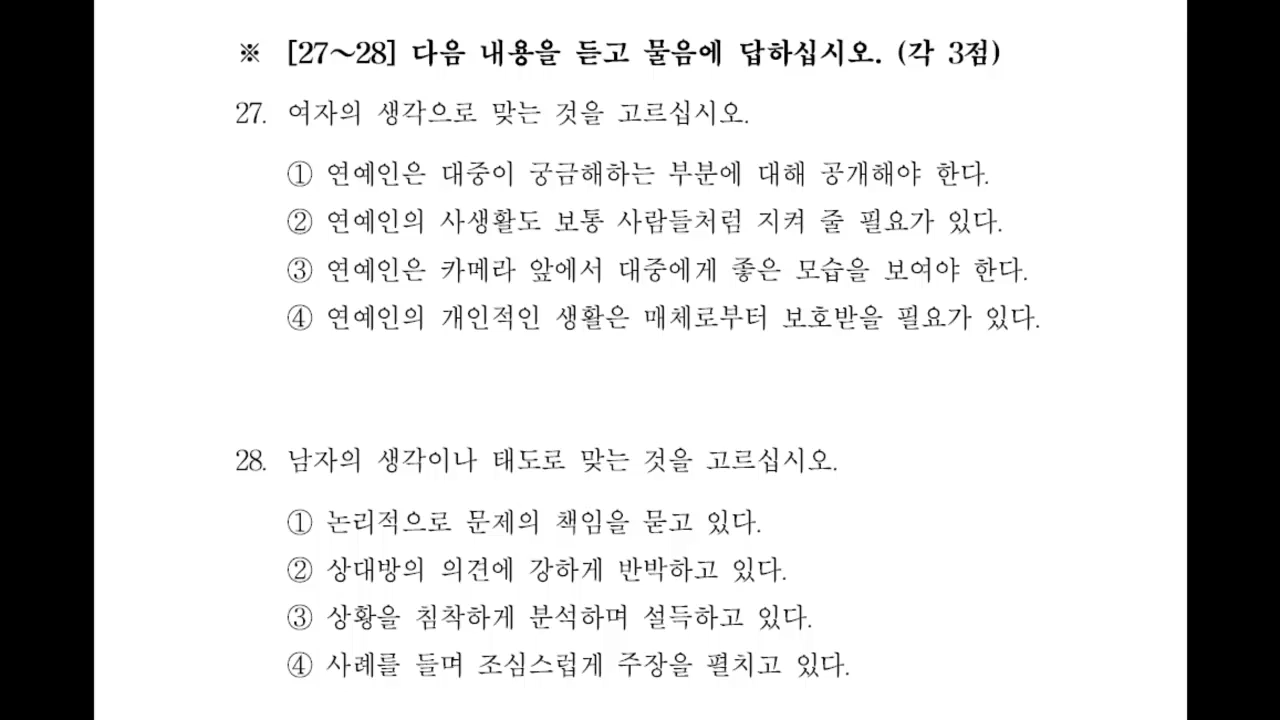 ※ [27~28] 다음 내용을 듣고 물음에 답하십시오. (각 3점)
27. 여자의 생각으로 맞는 것을 고르십시오.
① 연예인은 대중이 궁금해하는 부분에 대해 공개해야 한다.
② 연예인의 사생활도 보통 사람들처럼 지켜 줄 필요가 있다.
③ 연예인은 카메라 앞에서 대중에게 좋은 모습을 보여야 한다.
④ 연예인의 개인적인 생활은 매체로부터 보호받을 필요가 있다.
28. 남자의 생각이나 태도로 맞는 것을 고르십시오.
① 논리적으로 문제의 책임을 묻고 있다.
② 상대방의 의견에 강하게 반박하고 있다.
③ 상황을 침착하게 분석하며 설득하고 있다.
④ 사례를 들며 조심스럽게 주장을 펼치고 있다.